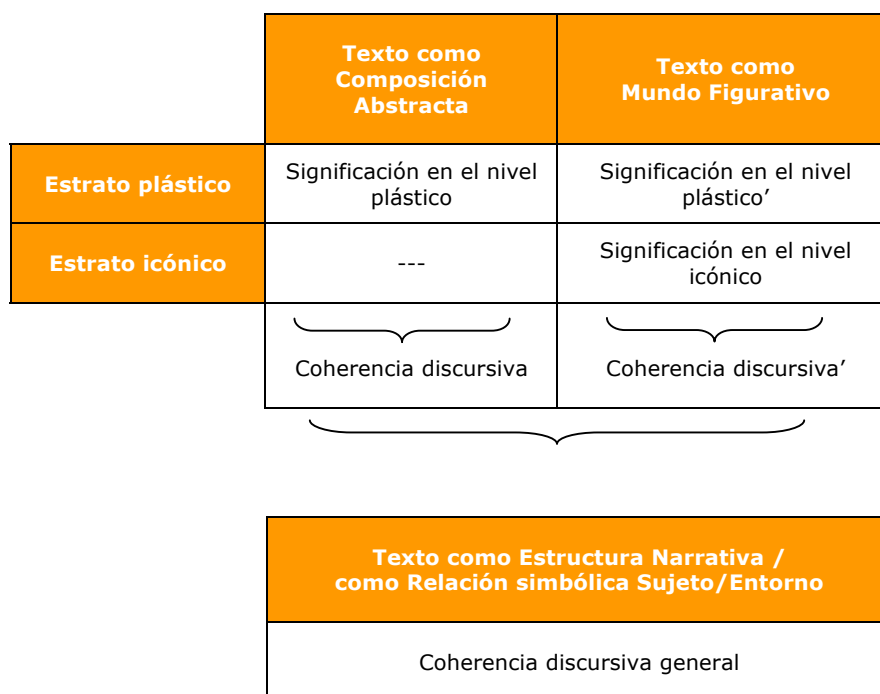 Texto como
Composición
Abstracta
Texto como
Mundo Figurativo
Estrato plástico
Significación en el nivel
plástico
Significación en el nivel
plástico’
Estrato icónico
---
Significación en el nivel
icónico
Coherencia discursiva
Coherencia discursiva’
Texto como Estructura Narrativa /
como Relación simbólica Sujeto/Entorno
Coherencia discursiva general